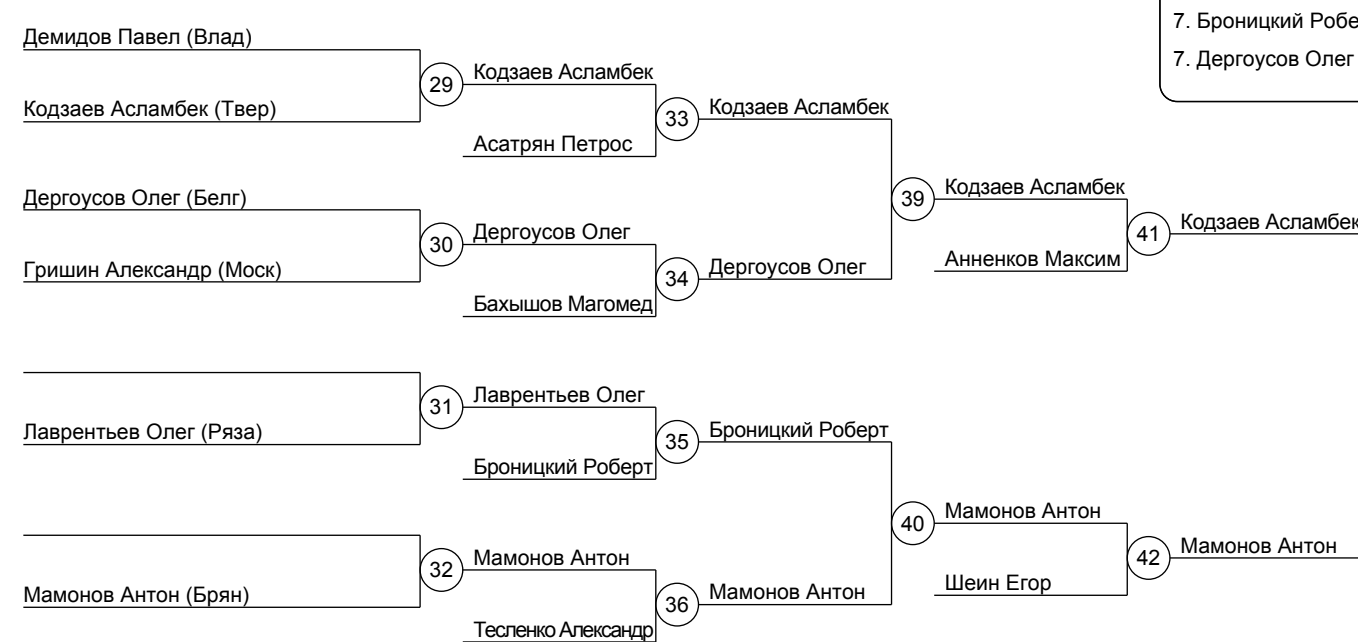 7. Броницкий Робе
7. Дергоусов Олег
Демидов Павел (Влад)
29
Кодзаев Асламбек
Кодзаев Асламбек (Твер)
33
Кодзаев Асламбек
Асатрян Петрос
39
Кодзаев Асламбек
Дергоусов Олег (Белг)
30
Дергоусов Олег
41
Кодзаев Асламбек
Анненков Максим
Гришин Александр (Моск)
34
Дергоусов Олег
Бахышов Магомед
31
Лаврентьев Олег
Лаврентьев Олег (Ряза)
35
Броницкий Роберт
Броницкий Роберт
40
Мамонов Антон
32
Мамонов Антон
42
Мамонов Антон
Шеин Егор
Мамонов Антон (Брян)
36
Мамонов Антон
Тесленко Александр